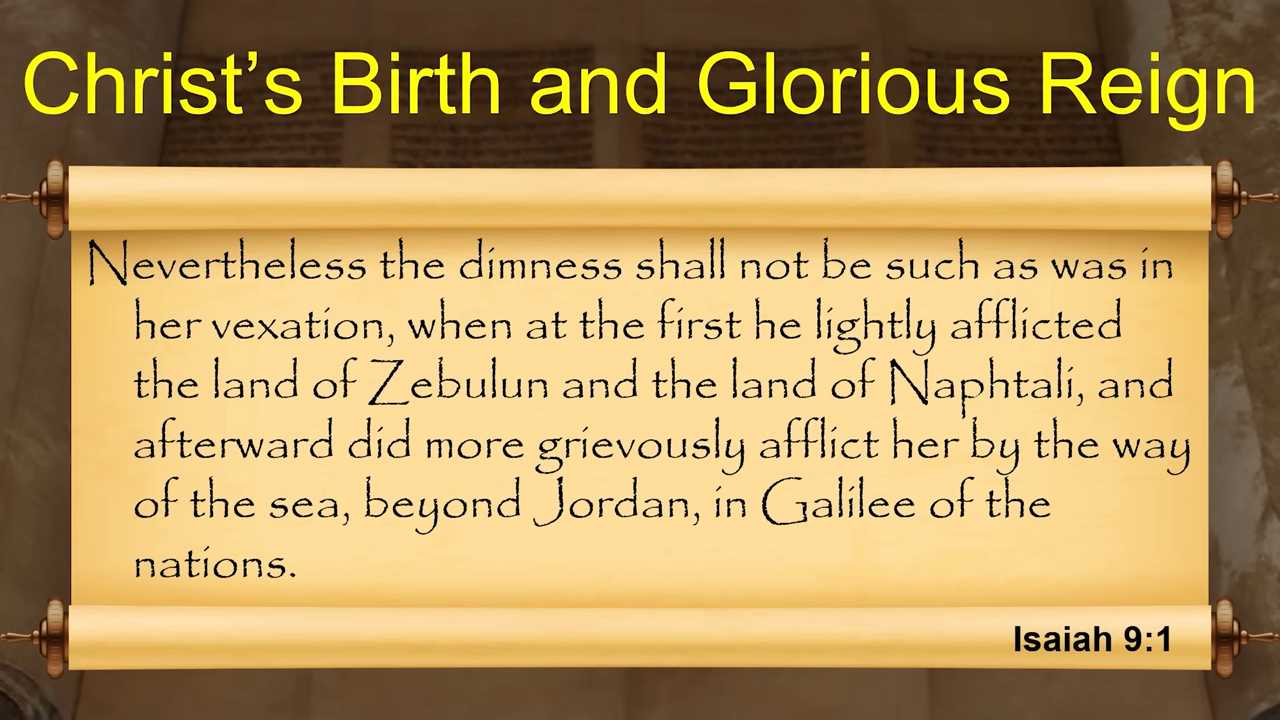 Christ’s Birth and Glorious Reign
Nevertheless the dimness shall not be such as was in
her vexation, when at the first he lightly afflicted
the land of Zebulun and the land of Naphtali, and
afterward did more grievously afflict her by the way
of the sea, beyond Jordan, in Galilee of the
nations.
Isaiah 9:1